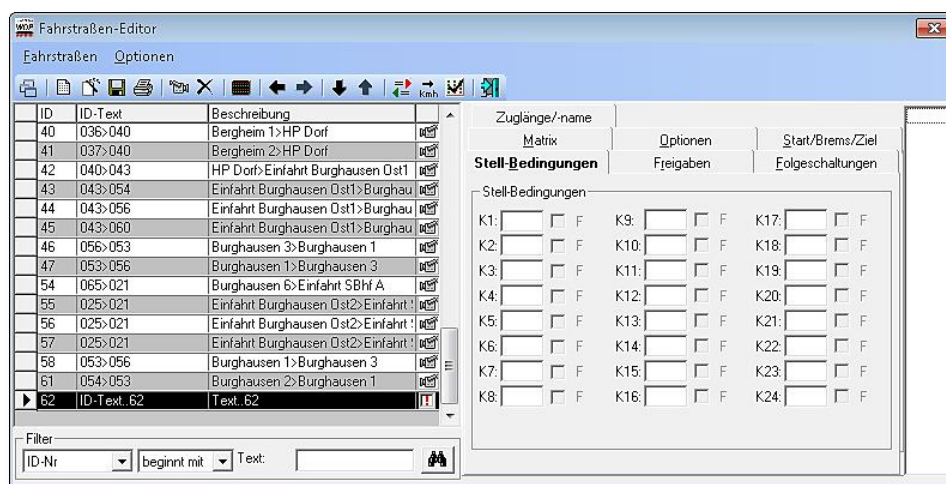 WDP Fahrstraßen-Editor
Fahrstraßen Optionen
kmh
ID ID-Text Beschreibung
40 036>040 Bergheim 1>HP Dorf
41 037>040 Bergheim 2>HP Dorf
42 040>043 HP Dorf>Einfahrt Burghausen Ost1
43 043>054 Einfahrt Burghausen Ost1>Burghau
44 043>056 Einfahrt Burghausen Ost1>Burghau
45 043>060 Einfahrt Burghausen Ost1>Burghau
46 056>053 Burghausen 3>Burghausen 1
47 053>056 Burghausen 1>Burghausen 3
54 065>021 Burghausen 6>Einfahrt SBhf A
55 025>021 Einfahrt Burghausen Ost2>Einfahrt
56 025>021 Einfahrt Burghausen Ost2>Einfahrt
57 025>021 Einfahrt Burghausen Ost2>Einfahrt
58 053>056 Burghausen 1>Burghausen 3
61 054>053 Burghausen 2>Burghausen 1
62 ID-Text..62 Text..62
Filter
ID-Nr beginnt mit Text:
Zuglänge/-name
Matrix Optionen Start/Brems/Ziel
Stell-Bedingungen Freigaben Folgeschaltungen
Stell-Bedingungen
K1: F K9: F K17: F
K2: F K10: F K18: F
K3: F K11: F K19: F
K4: F K12: F K20: F
K5: F K13: F K21: F
K6: F K14: F K22: F
K7: F K15: F K23: F
K8: F K16: F K24: F